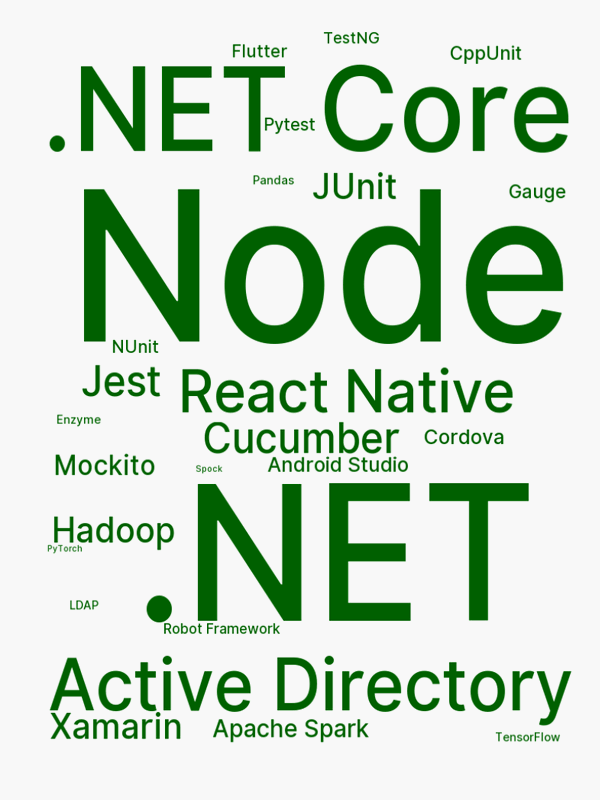 TestNG
Flutter
CppUnit
.NET Core
Pytest
Pandas
JUnit
Gauge
Node
NUnit
Jest
React Native
Enzyme
Cucumber
Cordova
Mockito
Spock
Android Studio
.NET
Hadoop
PyTorch
LDAP
Robot Framework
Active Directory
Xamarin
Apache Spark
TensorFlow